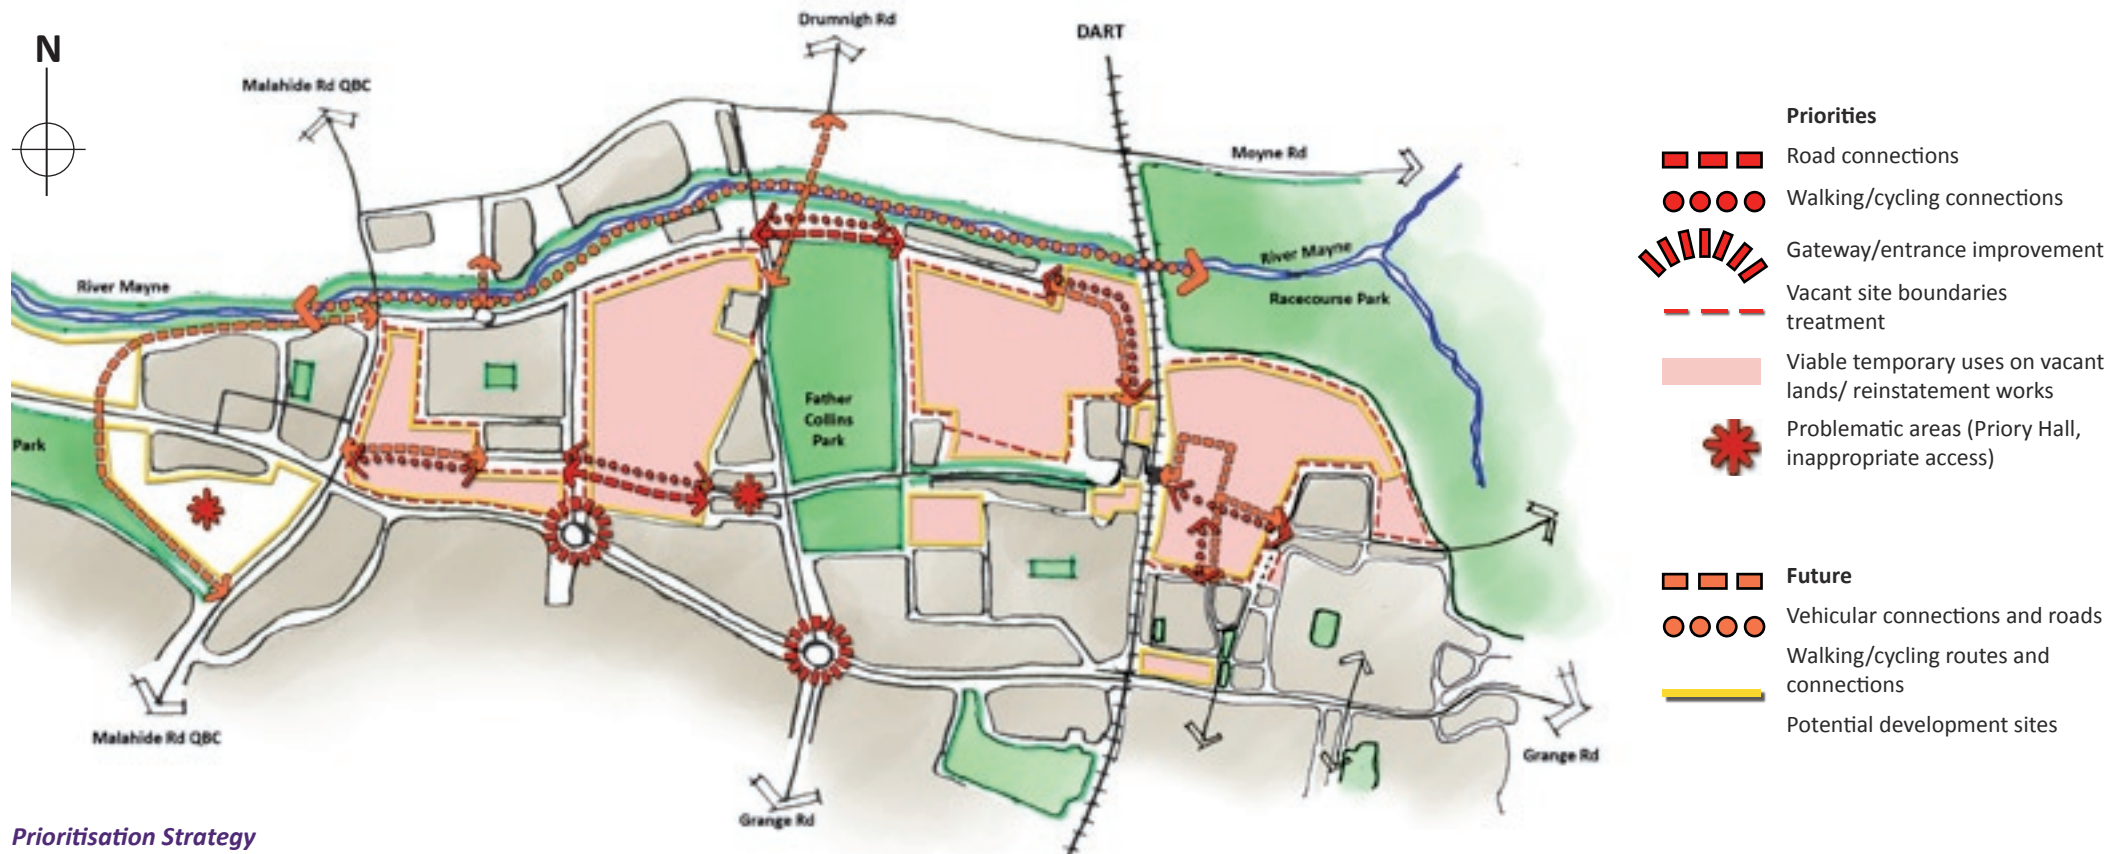 Drumnigh Rd
DART
N
Malahide Rd QBC
Moyne Rd
River Mayne
River Mayne
Racecourse Park
Father
Collins
Park
Park
Malahide Rd QBC
Grange Rd
Grange Rd
Prioritisation Strategy
Priorities
Road connections
Walking/cycling connections
Gateway/entrance improvement
Vacant site boundaries
treatment
Viable temporary uses on vacant
lands/ reinstatement works
Problematic areas (Priory Hall,
inappropriate access)
Future
Vehicular connections and roads
Walking/cycling routes and
connections
Potential development sites